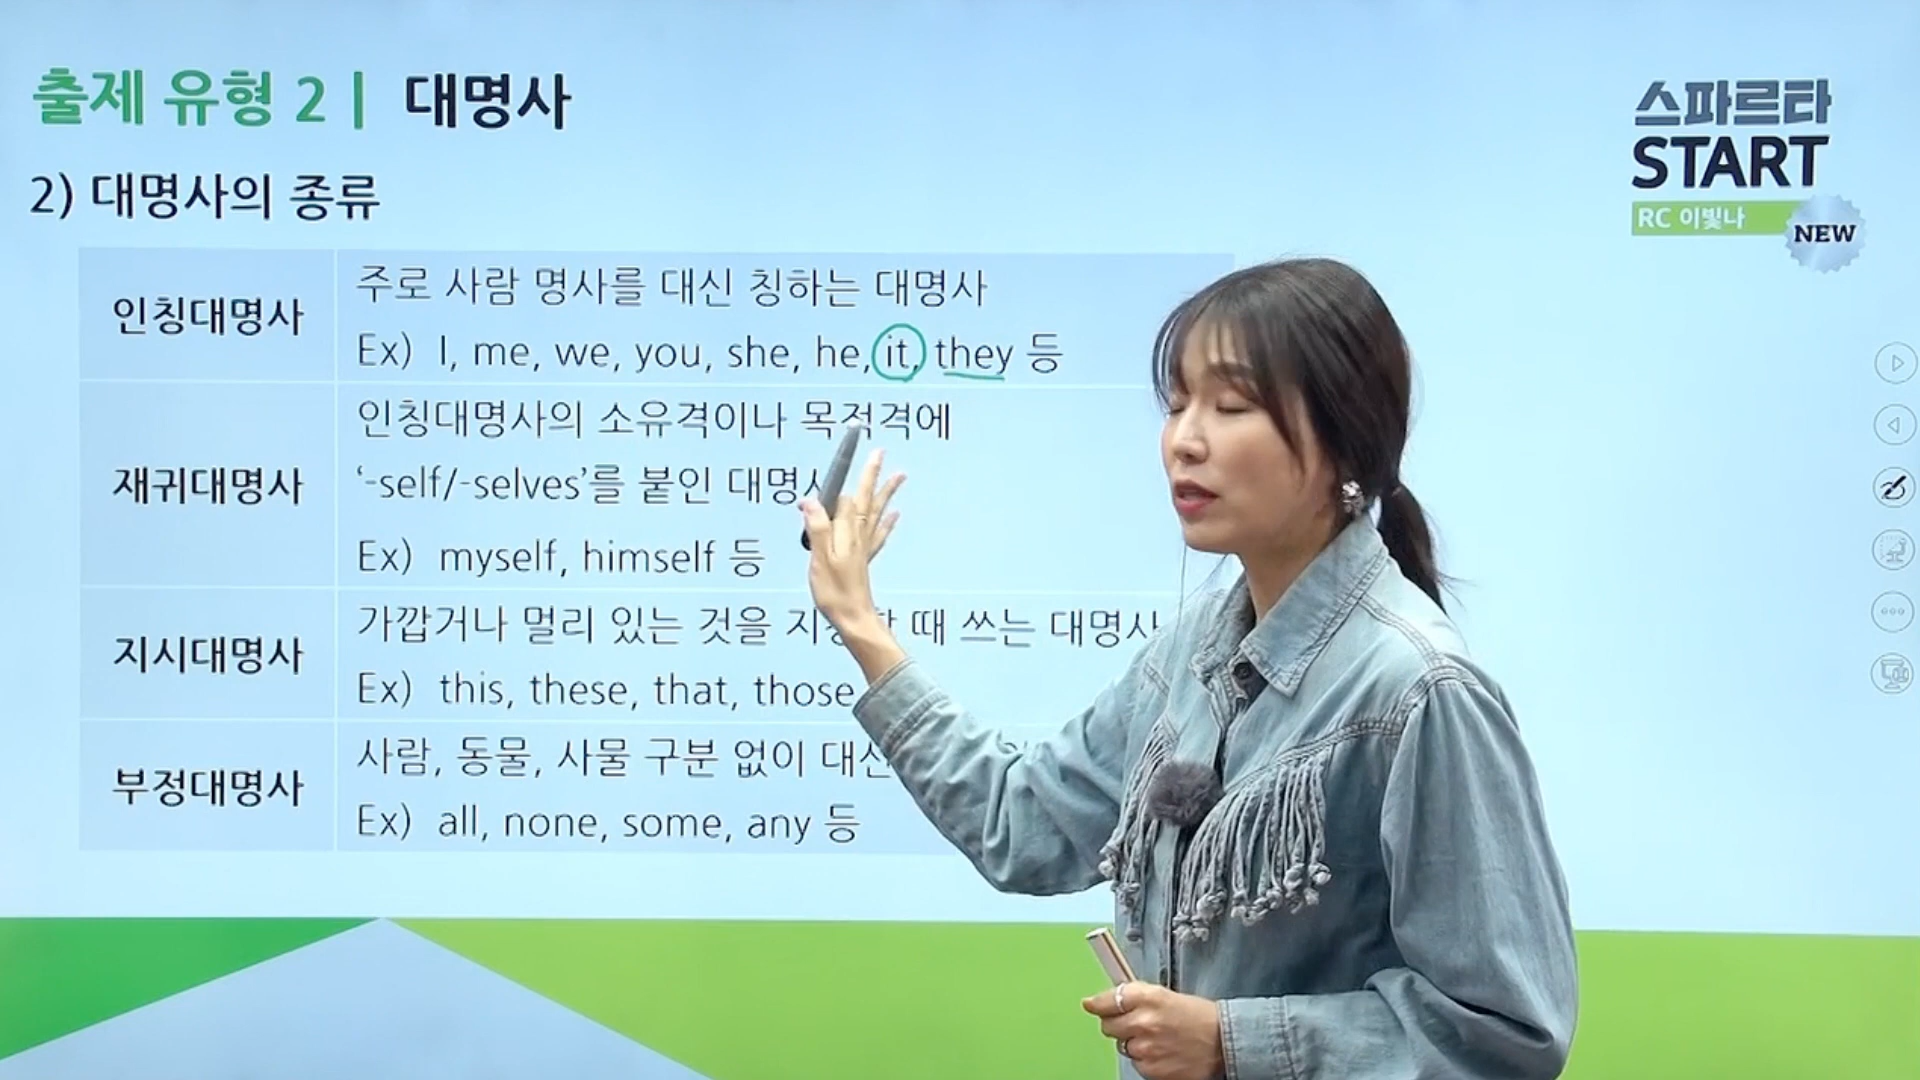 출제 유형 2 | 대명사
스파르타
START
RC 이빛나
NEW
2) 대명사의 종류
인칭대명사
주로 사람 명사를 대신 칭하는 대명사
Ex) I, me, we, you, she, he, it, they 등
재귀대명사
인칭대명사의 소유격이나 목적격에
‘-self/-selves’를 붙인
Ex) myself, himself 등
지시대명사
가깝거나 멀리 있는 것을 때 쓰는 대명사
Ex) this, these, that, those
부정대명사
사람, 동물, 사물 구분 없이
Ex) all, none, some, any 등